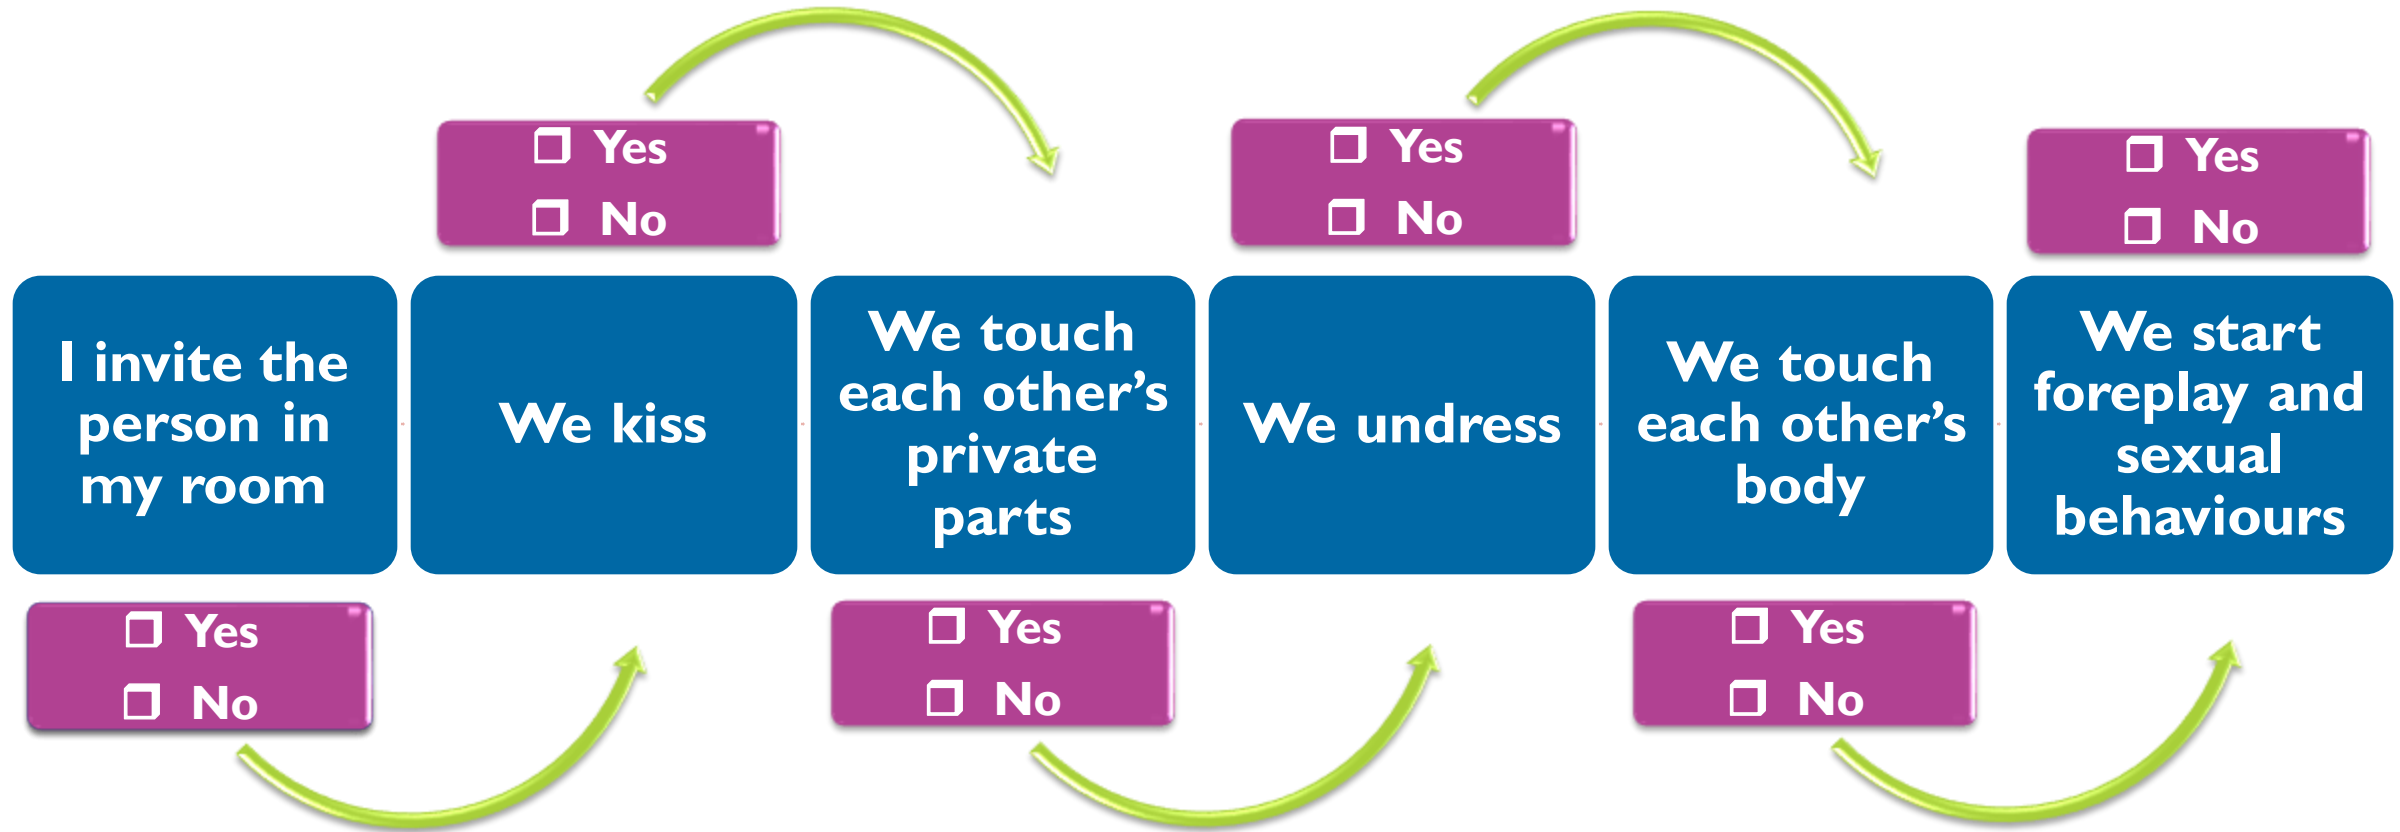 ❒ Yes
❒ No
❒ Yes
❒ No
❒ Yes
❒ No
I invite the
person in
my room
We kiss
We touch
each other’s
private
parts
We undress
We touch
each other’s
body
We start
foreplay and
sexual
behaviours
❒ Yes
❒ No
❒ Yes
❒ No
❒ Yes
❒ No